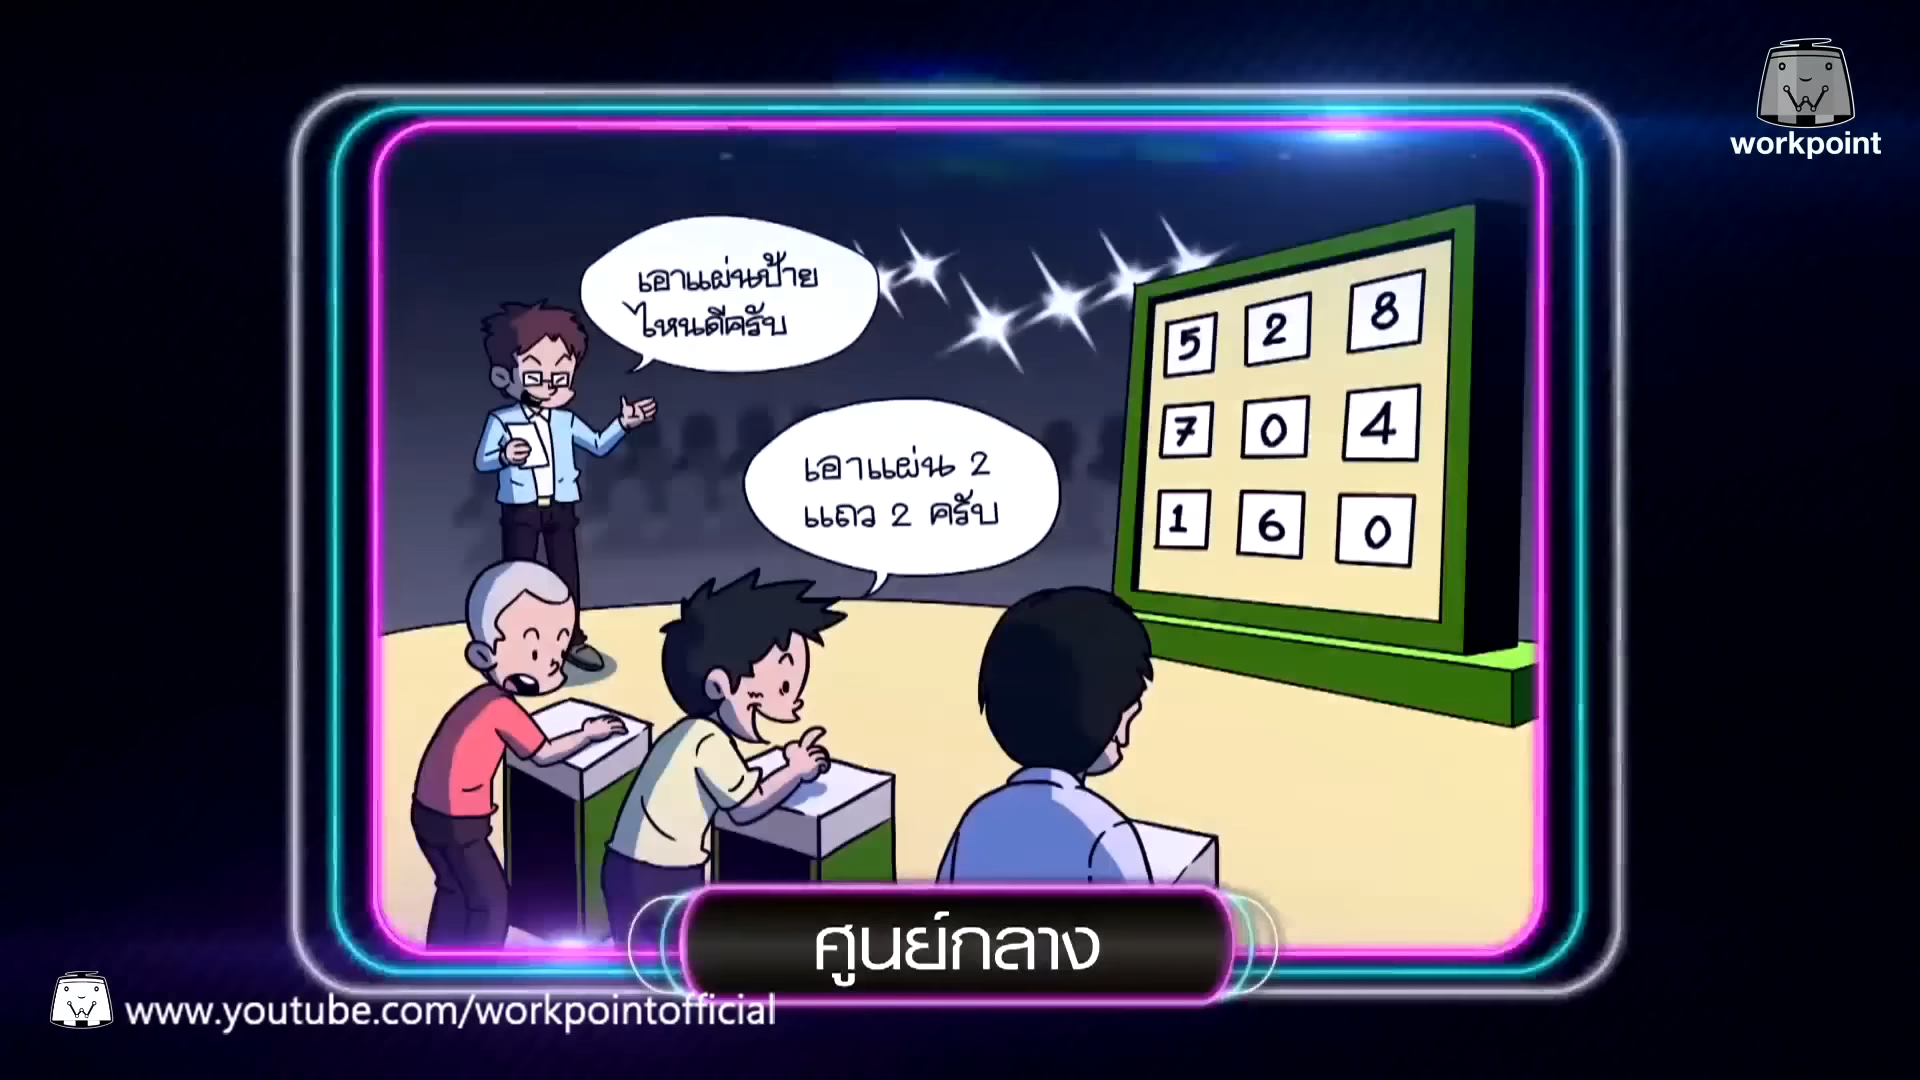 workpoint
เอาแผ่นป้าย
ไหนดีครับ
5 2 8
7 0 4
1 6 0
เอาแผ่น 2
แถว 2 ครับ
ศูนย์กลาง
www.youtube.com/workpointofficial